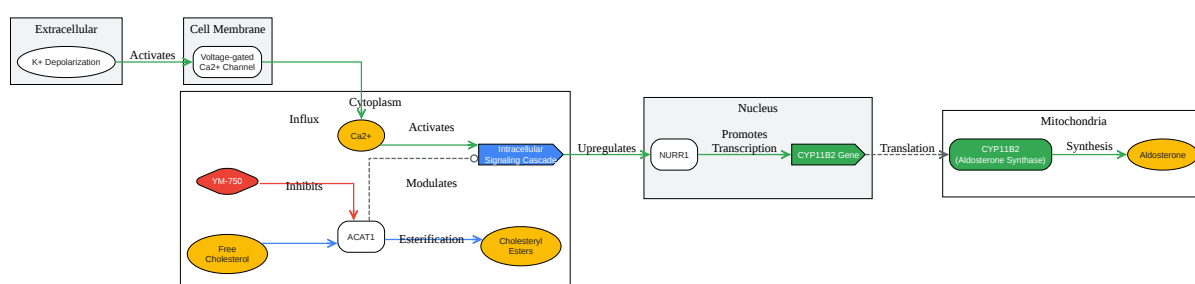 Extracellular
K+ Depolarization
Activates
Cell Membrane
Voltage-gated
Ca2+ Channel
Cytoplasm
Influx
Ca2+
Activates
Intracellular
Signaling Cascade
Modulates
YM-750
Inhibits
ACAT1
Free
Cholesterol
Esterification
Cholesteryl
Esters
Upregulates
Nucleus
NURR1
Promotes
Transcription
CYP11B2 Gene
Translation
Mitochondria
CYP11B2
(Aldosterone Synthase)
Synthesis
Aldosterone